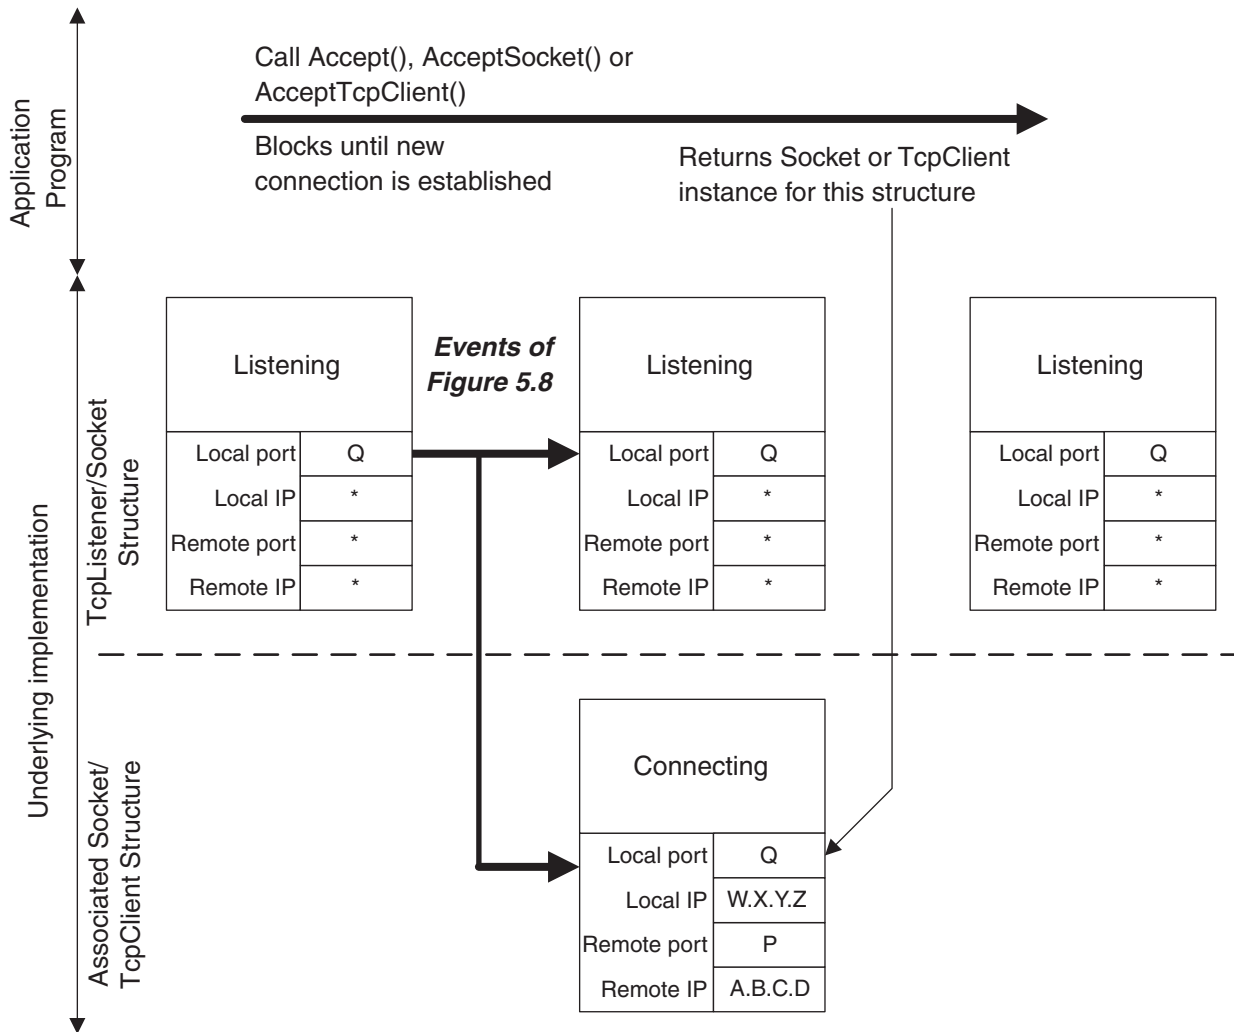 Call Accept(), AcceptSocket() or
AcceptTcpClient()
Blocks until new
connection is established
Returns Socket or TcpClient
instance for this structure
Application
Program
Underlying implementation
TcpListener/Socket
Structure
Listening
Local port Q
Local IP *
Remote port *
Remote IP *
Events of
Figure 5.8
Listening
Local port Q
Local IP *
Remote port *
Remote IP *
Listening
Local port Q
Local IP *
Remote port *
Remote IP *
Associated Socket/
TcpClient Structure
Connecting
Local port Q
Local IP W.X.Y.Z
Remote port P
Remote IP A.B.C.D